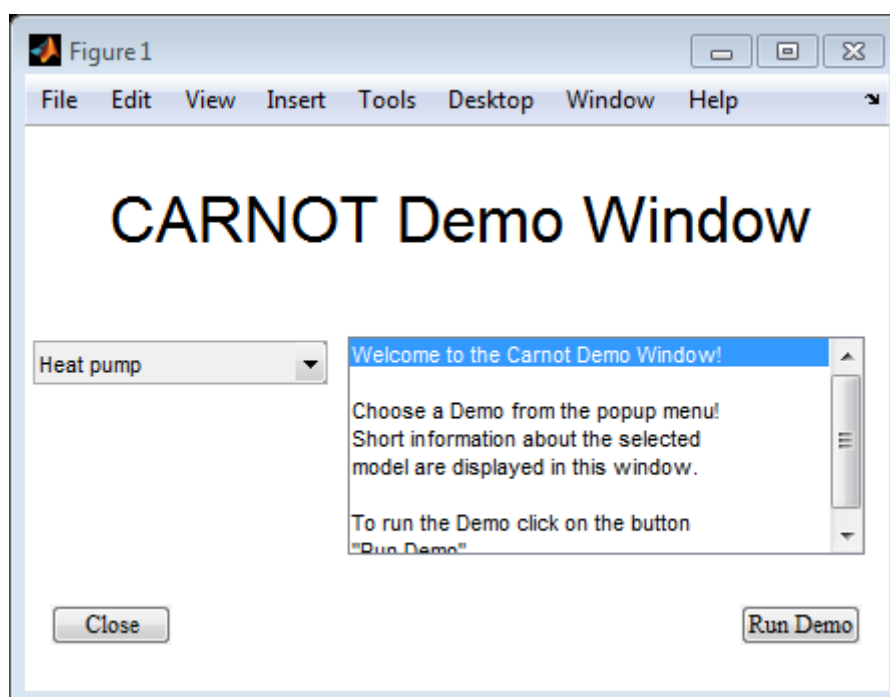 Figure 1
File Edit View Insert Tools Desktop Window Help
CARNOT Demo Window
Heat pump
Welcome to the Carnot Demo Window!
Choose a Demo from the popup menu!
Short information about the selected
model are displayed in this window.
To run the Demo click on the button
"Run Demo"
Close
Run Demo